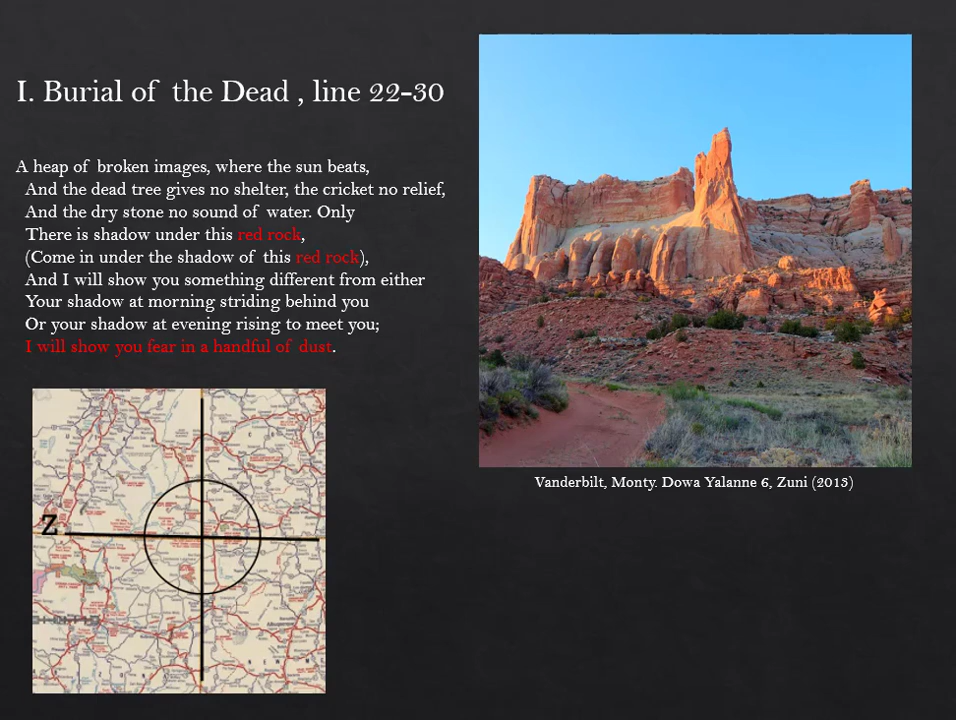 I. Burial of the Dead , line 22-30
A heap of broken images, where the sun beats,
And the dead tree gives no shelter, the cricket no relief,
And the dry stone no sound of water. Only
There is shadow under this red rock,
(Come in under the shadow of this red rock),
And I will show you something different from either
Your shadow at morning striding behind you
Or your shadow at evening rising to meet you;
I will show you fear in a handful of dust.
Z
Vanderbilt, Monty. Dowa Yalanne 6, Zuni (2013)